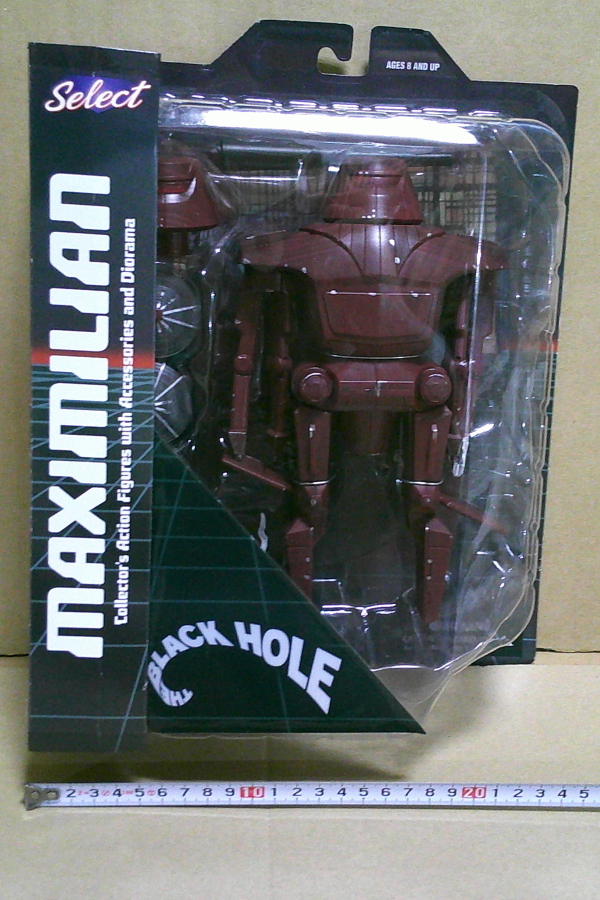 Select
AGES 8 AND UP
MAXIMILIAN
Collector's Action Figures with Accessories and Diorama
THE BLACK HOLE
2 3 4 5 6 7 8 9 10 1 2 3 4 5 6 7 8 9 20 1 2 3 4 5